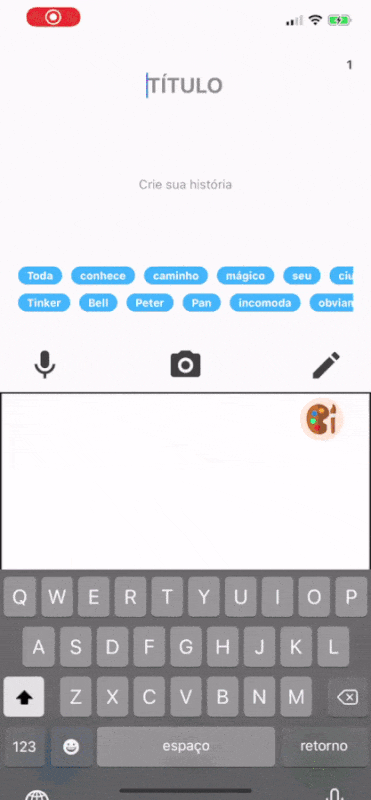 1
TÍTULO
Crie sua história
Toda conhece caminho mágico seu ciu
Tinker Bell Peter Pan incomoda obvian
Q W E R T Y U I O P
A S D F G H J K L
Z X C V B N M
123 espaço retorno